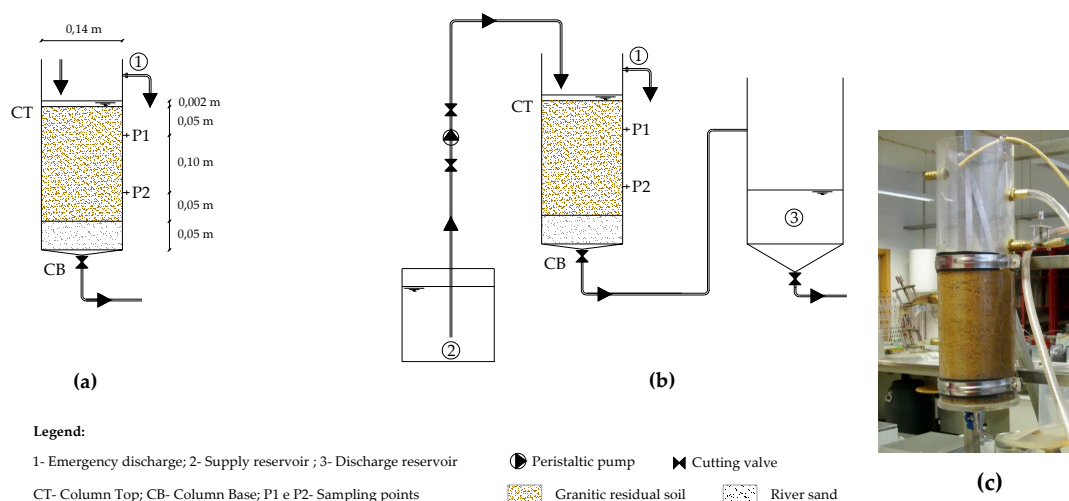 0,14 m
1
CT
0,002 m
0,05 m
P1
0,10 m
P2
0,05 m
0,05 m
CB
(a)
1
CT
P1
P2
CB
2
3
(b)
(c)
Legend:
1- Emergency discharge; 2- Supply reservoir ; 3- Discharge reservoir
Peristaltic pump
Cutting valve
CT- Column Top; CB- Column Base; P1 e P2- Sampling points
Granitic residual soil
River sand